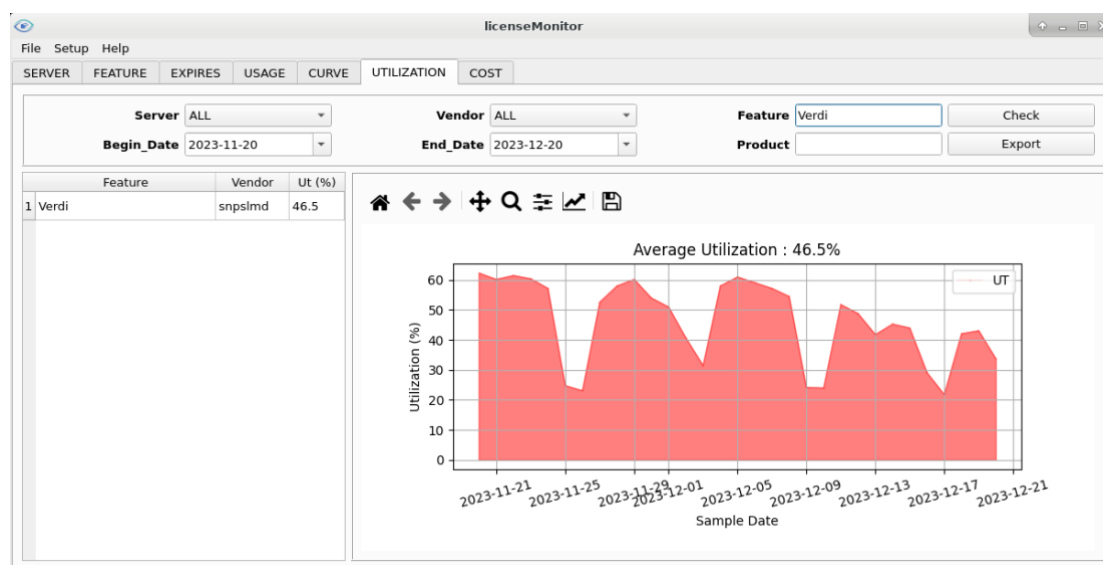 licenseMonitor
File Setup Help
SERVER FEATURE EXPIRES USAGE CURVE UTILIZATION COST
Server ALL Vendor ALL Feature Verdi Check
Begin_Date 2023-11-20 End_Date 2023-12-20 Product Export
Feature Vendor Ut (%)
1 Verdi snpslmd 46.5
Average Utilization : 46.5%
UT
60
50
40
30
20
10
0
Utilization (%)
2023-11-21 2023-11-25 2023-11-29 2023-12-01 2023-12-05 2023-12-09 2023-12-13 2023-12-17 2023-12-21
Sample Date